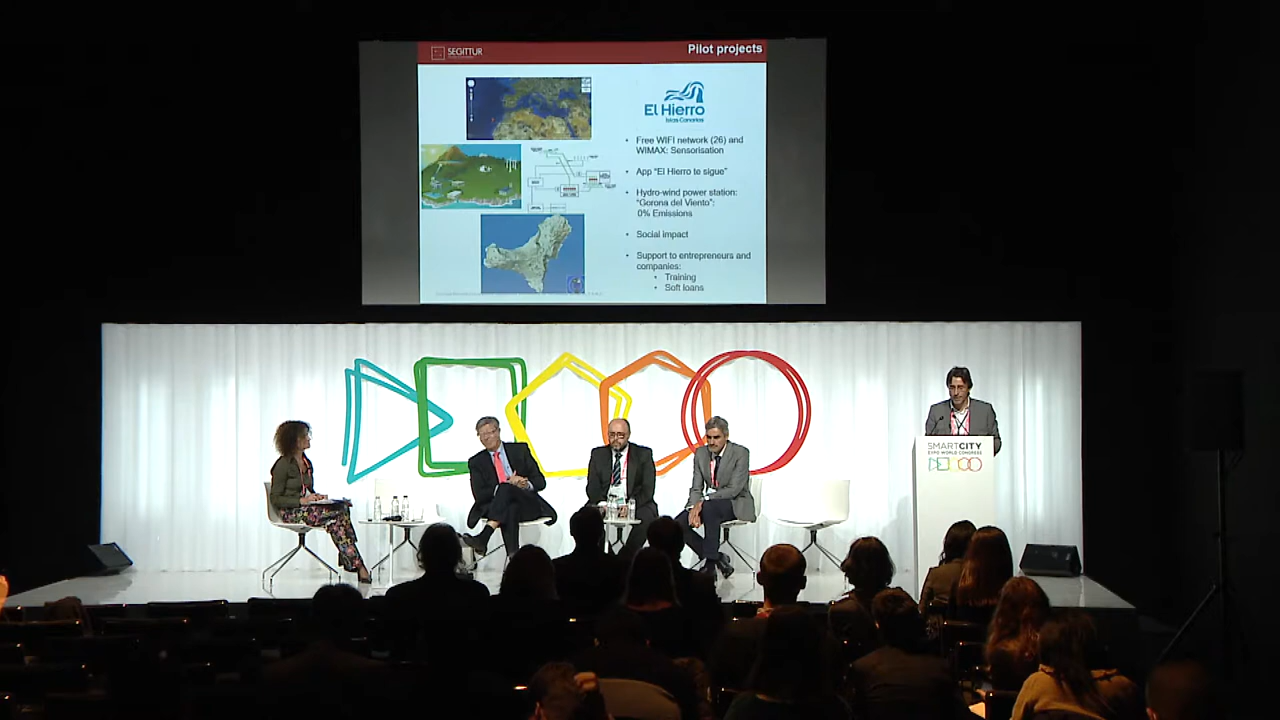 SEGITTUR
Pilot projects
El Hierro
Islas Canarias
• Free WIFI network (26) and
WIMAX: Sensorisation
• App "El Hierro te sigue"
• Hydro-wind power station:
"Gorona del Viento":
0% Emissions
• Social impact
• Support to entrepreneurs and
companies:
• Training
• Soft loans
SMARTCITY
EXPO WORLD CONGRESS